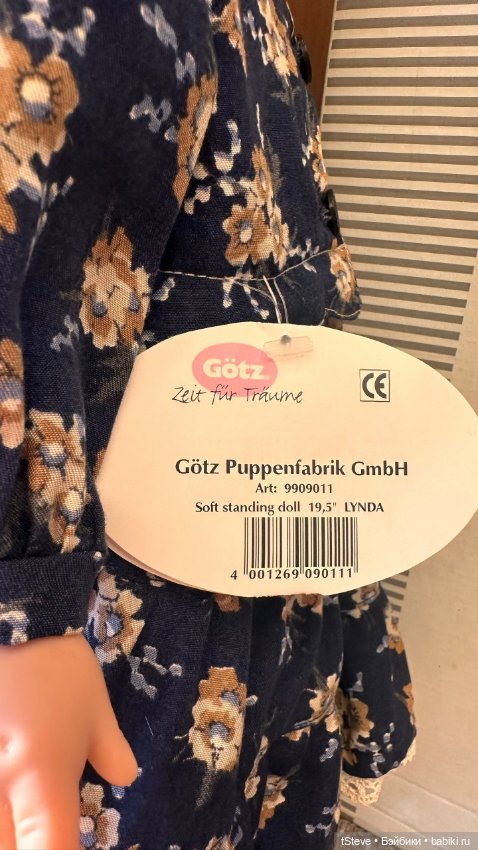 Götz
Zeit für Träume
CE
Götz Puppenfabrik GmbH
Art: 9909011
Soft standing doll 19,5" LYNDA
4 001269 090111
tSteve • Бэйбики • babiki.ru